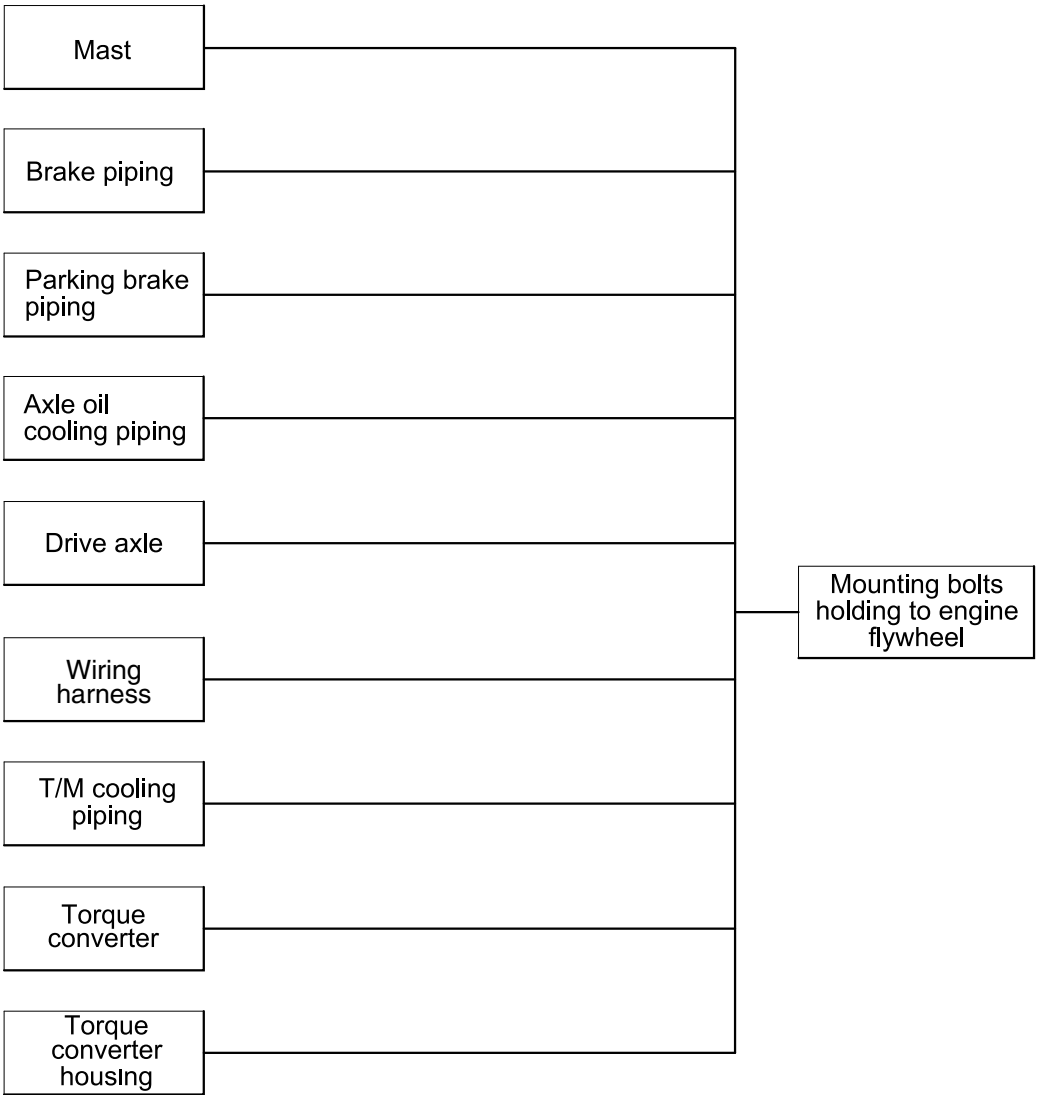 Mast
Brake piping
Parking brake
piping
Axle oil
cooling piping
Drive axle
Wiring
harness
T/M cooling
piping
Torque
converter
Torque
converter
housing
Mounting bolts
holding to engine
flywheel